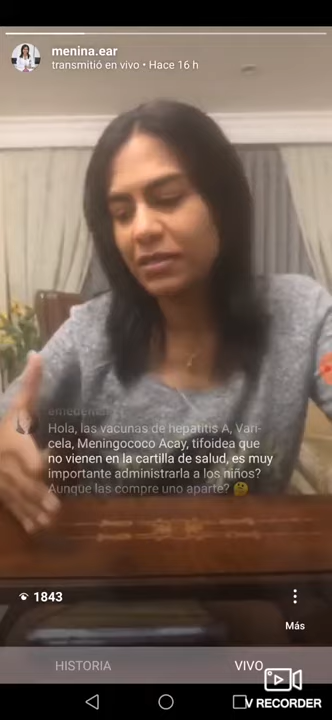 menina.ear
transmitió en vivo • Hace 16 h
Hola, las vacunas de hepatitis A, Vari-
cela, Meningococo Acay, tifoidea que
no vienen en la cartilla de salud, es muy
importante administrarla a los niños?
Aunque las compre uno aparte? 🤔
1843
Más
HISTORIA
VIVO
V RECORDER